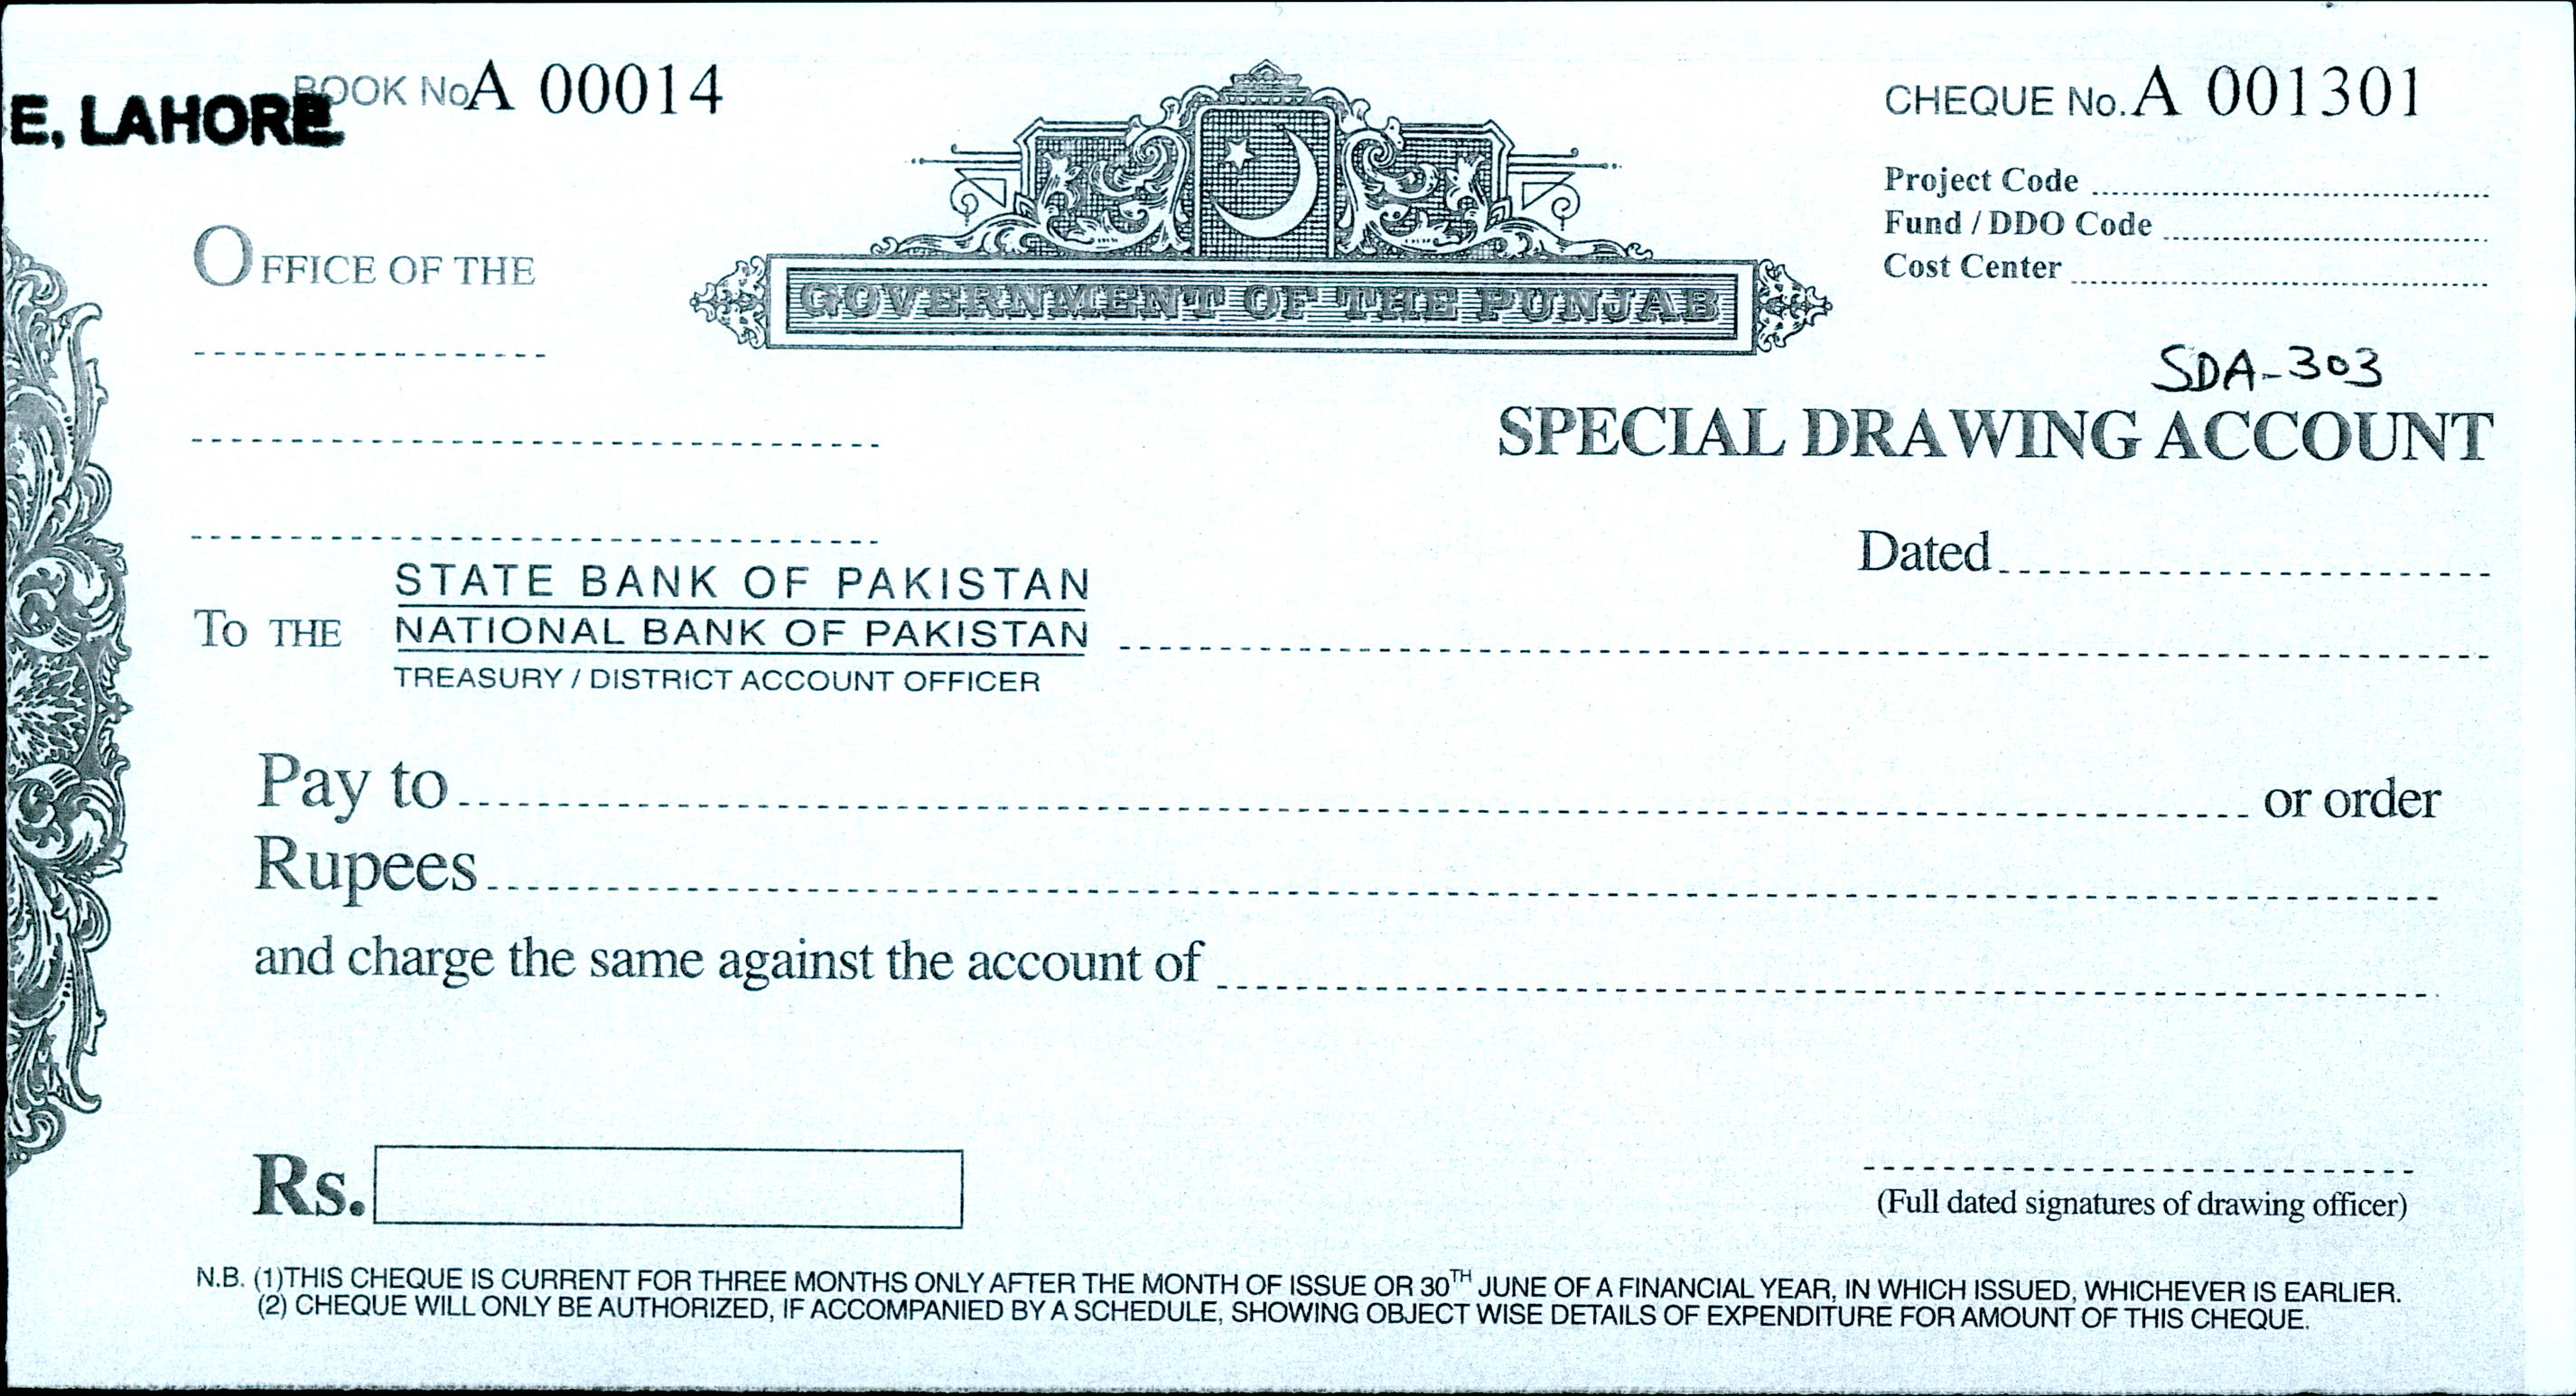 BOOK No. A 00014
E, LAHORE
CHEQUE No. A 001301
Project Code
Fund / DDO Code
Cost Center
OFFICE OF THE
GOVERNMENT OF THE PUNJAB
SDA-303
SPECIAL DRAWING ACCOUNT
Dated
STATE BANK OF PAKISTAN
To THE NATIONAL BANK OF PAKISTAN
TREASURY / DISTRICT ACCOUNT OFFICER
Pay to or order
Rupees
and charge the same against the account of
Rs.
(Full dated signatures of drawing officer)
N.B. (1)THIS CHEQUE IS CURRENT FOR THREE MONTHS ONLY AFTER THE MONTH OF ISSUE OR 30TH JUNE OF A FINANCIAL YEAR, IN WHICH ISSUED, WHICHEVER IS EARLIER.
(2) CHEQUE WILL ONLY BE AUTHORIZED, IF ACCOMPANIED BY A SCHEDULE, SHOWING OBJECT WISE DETAILS OF EXPENDITURE FOR AMOUNT OF THIS CHEQUE.